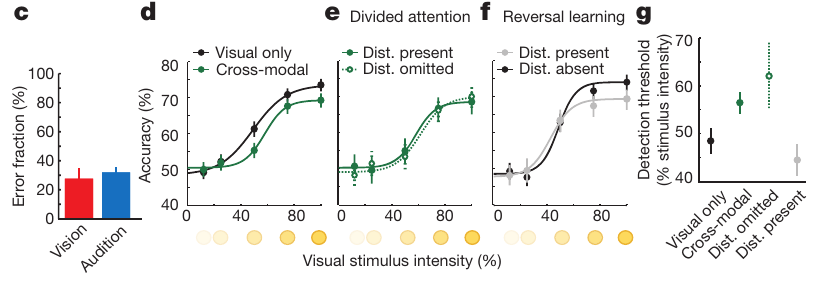 c
Error fraction (%)
100
80
60
40
20
0
Vision
Audition
d
Visual only
Cross-modal
Accuracy (%)
80
70
60
50
40
0
40
80
e
Divided attention
Dist. present
Dist. omitted
0
40
80
f
Reversal learning
Dist. present
Dist. absent
0
40
80
Visual stimulus intensity (%)
g
Detection threshold
(% stimulus intensity)
70
50
40
Visual only
Cross-modal
Dist. omitted
Dist. present